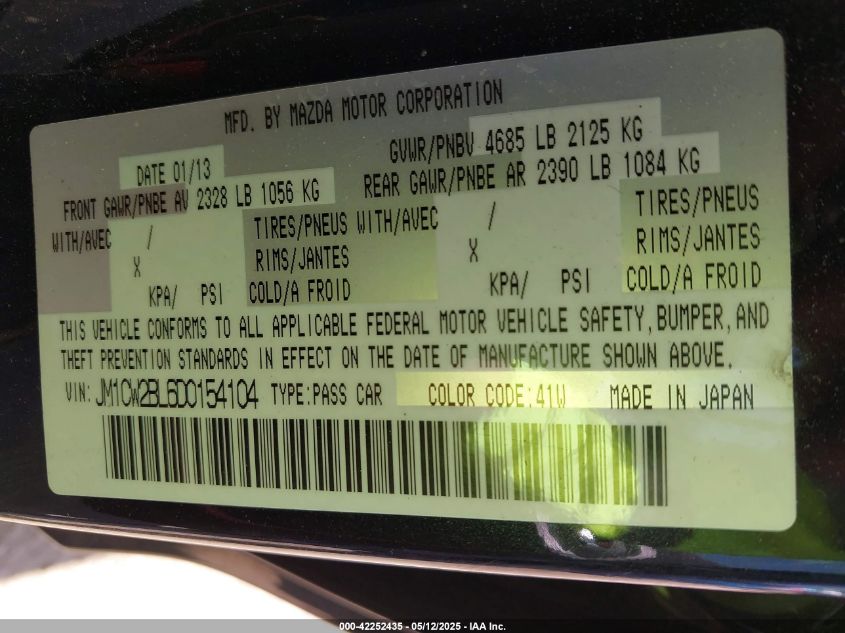 MFD. BY MAZDA MOTOR CORPORATION
DATE 01/13 GVWR/PNBV 4685 LB 2125 KG
FRONT GAWR/PNBE AV 2328 LB 1056 KG REAR GAWR/PNBE AR 2390 LB 1084 KG
WITH/AVEC / TIRES/PNEUS WITH/AVEC / TIRES/PNEUS
X RIMS/JANTES X RIMS/JANTES
KPA/ PSI COLD/A FROID KPA/ PSI COLD/A FROID
THIS VEHICLE CONFORMS TO ALL APPLICABLE FEDERAL MOTOR VEHICLE SAFETY, BUMPER, AND
THEFT PREVENTION STANDARDS IN EFFECT ON THE DATE OF MANUFACTURE SHOWN ABOVE.
VIN: JM1CW2BL6D0154104 TYPE:PASS CAR COLOR CODE:41W MADE IN JAPAN
000-42252435 - 05/12/2025 - IAA Inc.